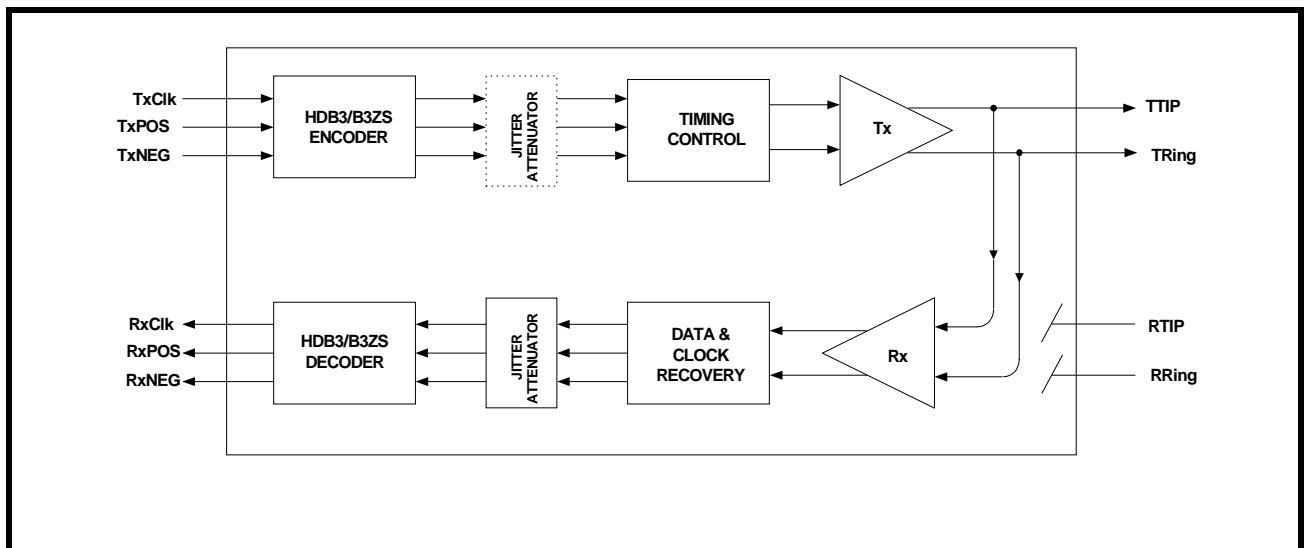 TxClk
TxPOS
TxNEG
HDB3/B3ZS
ENCODER
JITTER
ATTENUATOR
TIMING
CONTROL
Tx
TTIP
TRing
RxClk
RxPOS
RxNEG
HDB3/B3ZS
DECODER
JITTER
ATTENUATOR
DATA &
CLOCK
RECOVERY
Rx
RTIP
RRing